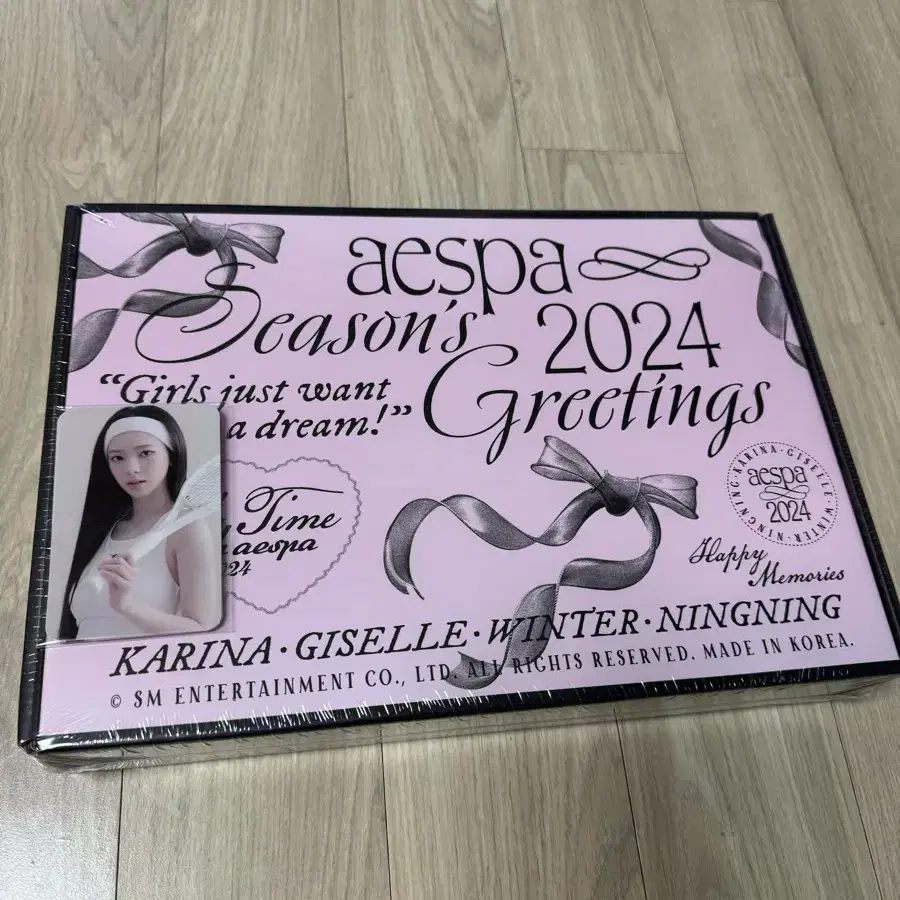 aespa
Season's 2024
Greetings
"Girls just want
a dream!"
Time
aespa
24
KARINA·GISELLE·WINTER·NINGNING
aespa
2024
Happy
Memories
KARINA·GISELLE·WINTER·NINGNING
© SM ENTERTAINMENT CO., LTD. ALL RIGHTS RESERVED. MADE IN KOREA.